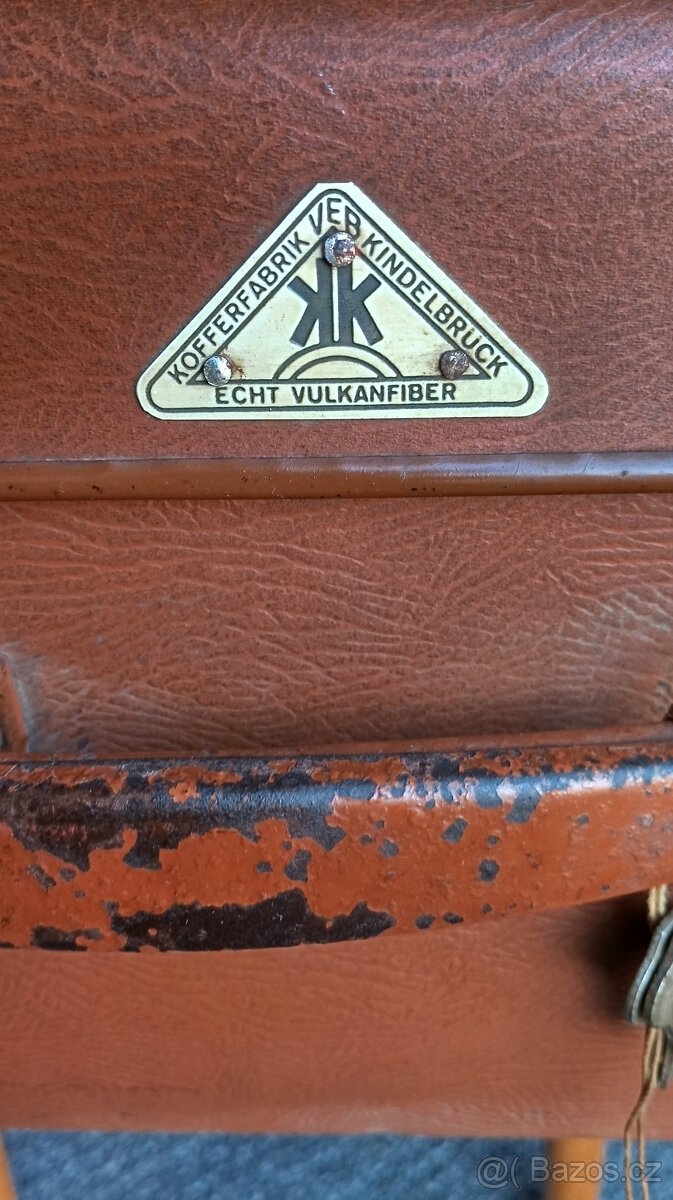 VEB
KOFFERFABRIK KINDELBRÜCK
KK
ECHT VULKANFIBER
@( Bazos.cz